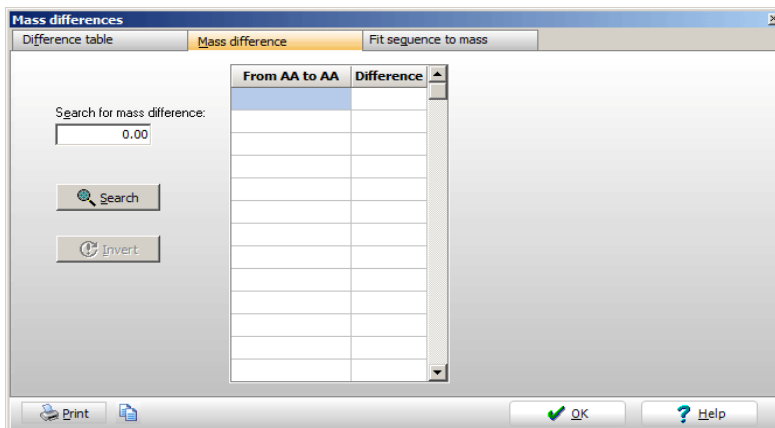 Mass differences
Difference table
Mass difference
Fit sequence to mass
From AA to AA Difference
Search for mass difference:
0.00
Search
Invert
Print
OK
Help